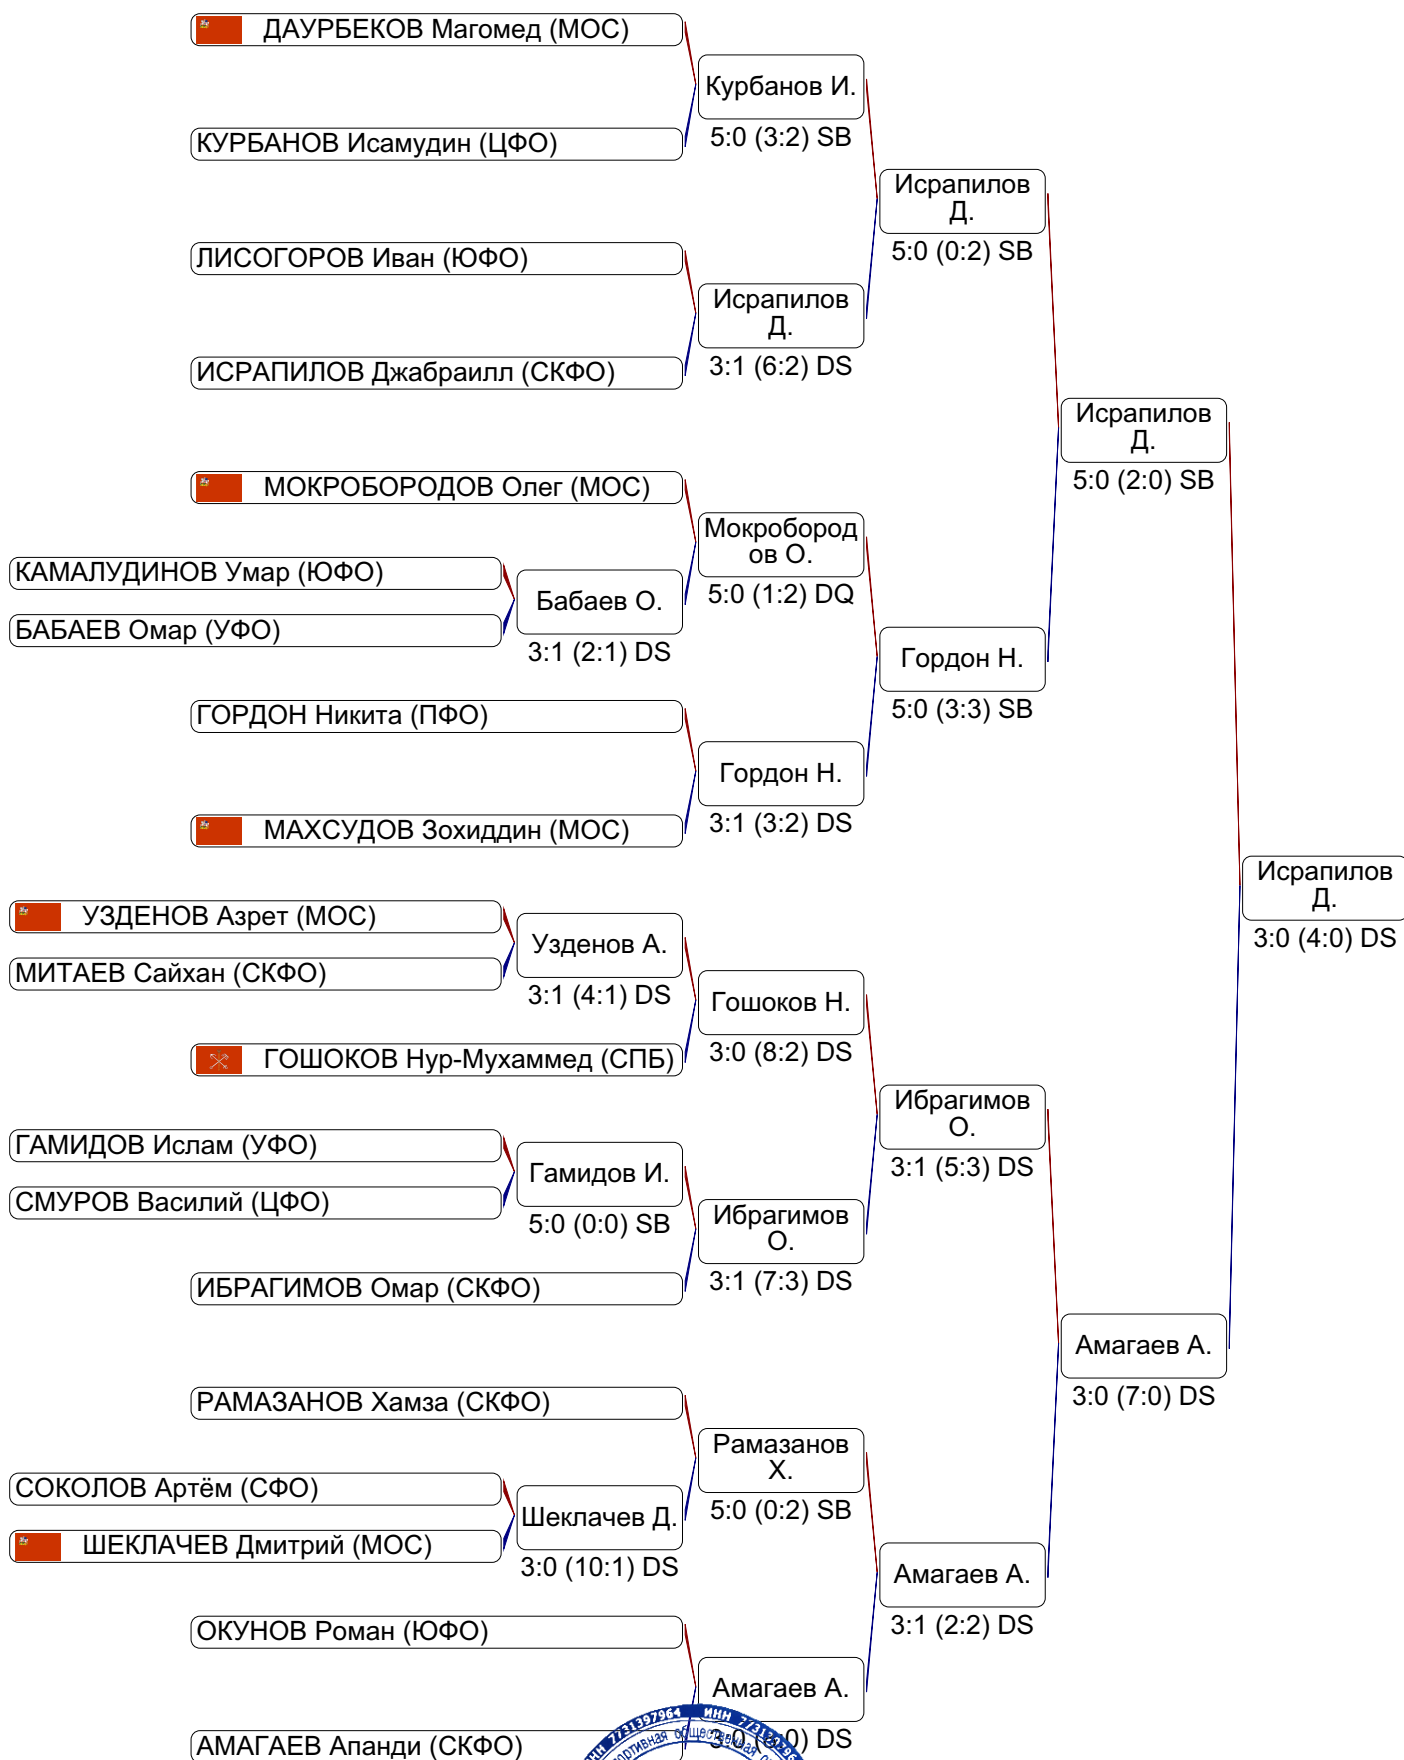 ДАУРБЕКОВ Магомед (МОС)
Курбанов И.
5:0 (3:2) SB
КУРБАНОВ Исамудин (ЦФО)
Исрапилов
Д.
5:0 (0:2) SB
ЛИСОГОРОВ Иван (ЮФО)
Исрапилов
Д.
3:1 (6:2) DS
ИСРАПИЛОВ Джабраилл (СКФО)
Исрапилов
Д.
5:0 (2:0) SB
МОКРОБОРОДОВ Олег (МОС)
Мокробород
ов О.
5:0 (1:2) DQ
КАМАЛУДИНОВ Умар (ЮФО)
Бабаев О.
3:1 (2:1) DS
БАБАЕВ Омар (УФО)
Гордон Н.
5:0 (3:3) SB
ГОРДОН Никита (ПФО)
Гордон Н.
3:1 (3:2) DS
МАХСУДОВ Зохиддин (МОС)
Исрапилов
Д.
3:0 (4:0) DS
УЗДЕНОВ Азрет (МОС)
Узденов А.
3:1 (4:1) DS
МИТАЕВ Сайхан (СКФО)
Гошоков Н.
3:0 (8:2) DS
ГОШОКОВ Нур-Мухаммед (СПБ)
Ибрагимов
О.
3:1 (5:3) DS
ГАМИДОВ Ислам (УФО)
Гамидов И.
5:0 (0:0) SB
СМУРОВ Василий (ЦФО)
Ибрагимов
О.
3:1 (7:3) DS
ИБРАГИМОВ Омар (СКФО)
Амагаев А.
3:0 (7:0) DS
РАМАЗАНОВ Хамза (СКФО)
Рамазанов
Х.
5:0 (0:2) SB
СОКОЛОВ Артём (СФО)
Шеклачев Д.
3:0 (10:1) DS
ШЕКЛАЧЕВ Дмитрий (МОС)
Амагаев А.
3:1 (2:2) DS
ОКУНОВ Роман (ЮФО)
Амагаев А.
DS
АМАГАЕВ Апанди (СКФО)
ИНН 7731397964 ИНН